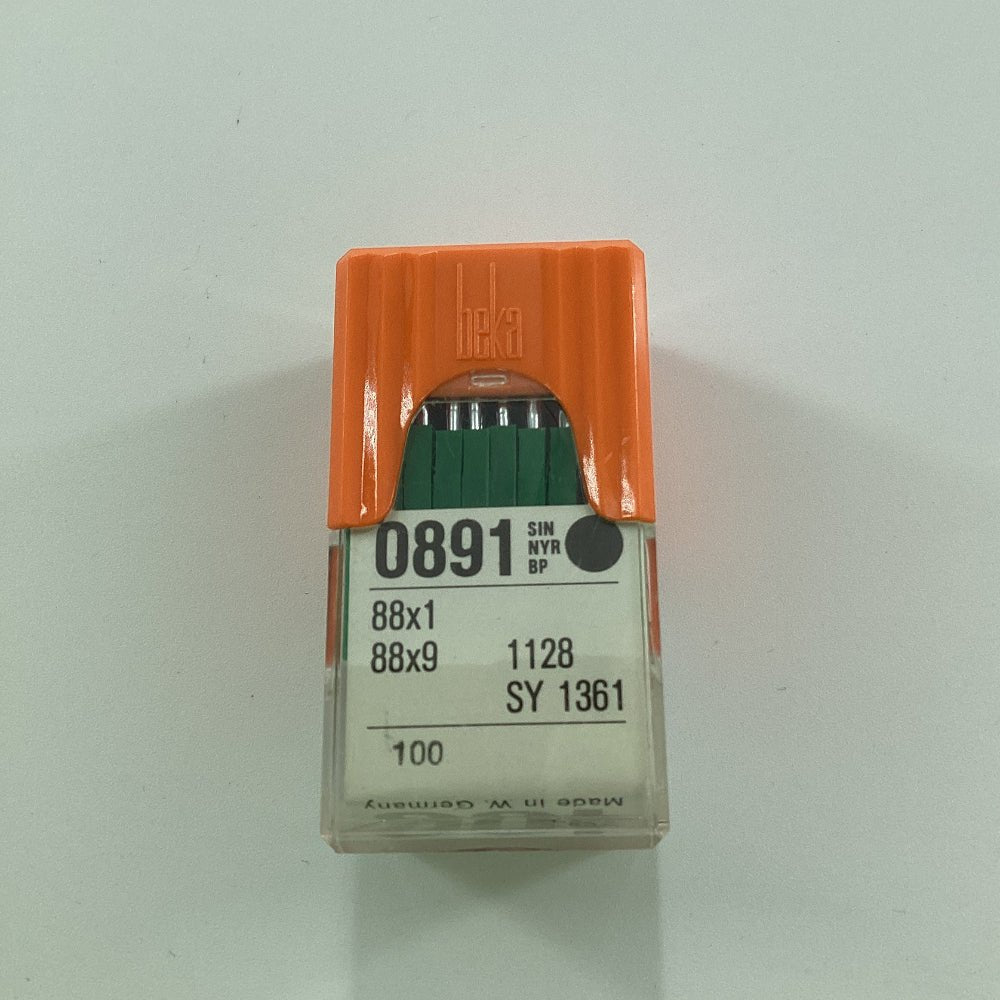 beka
0891 SIN NYR BP
88x1
88x9 1128
SY 1361
100
Made in W. Germany